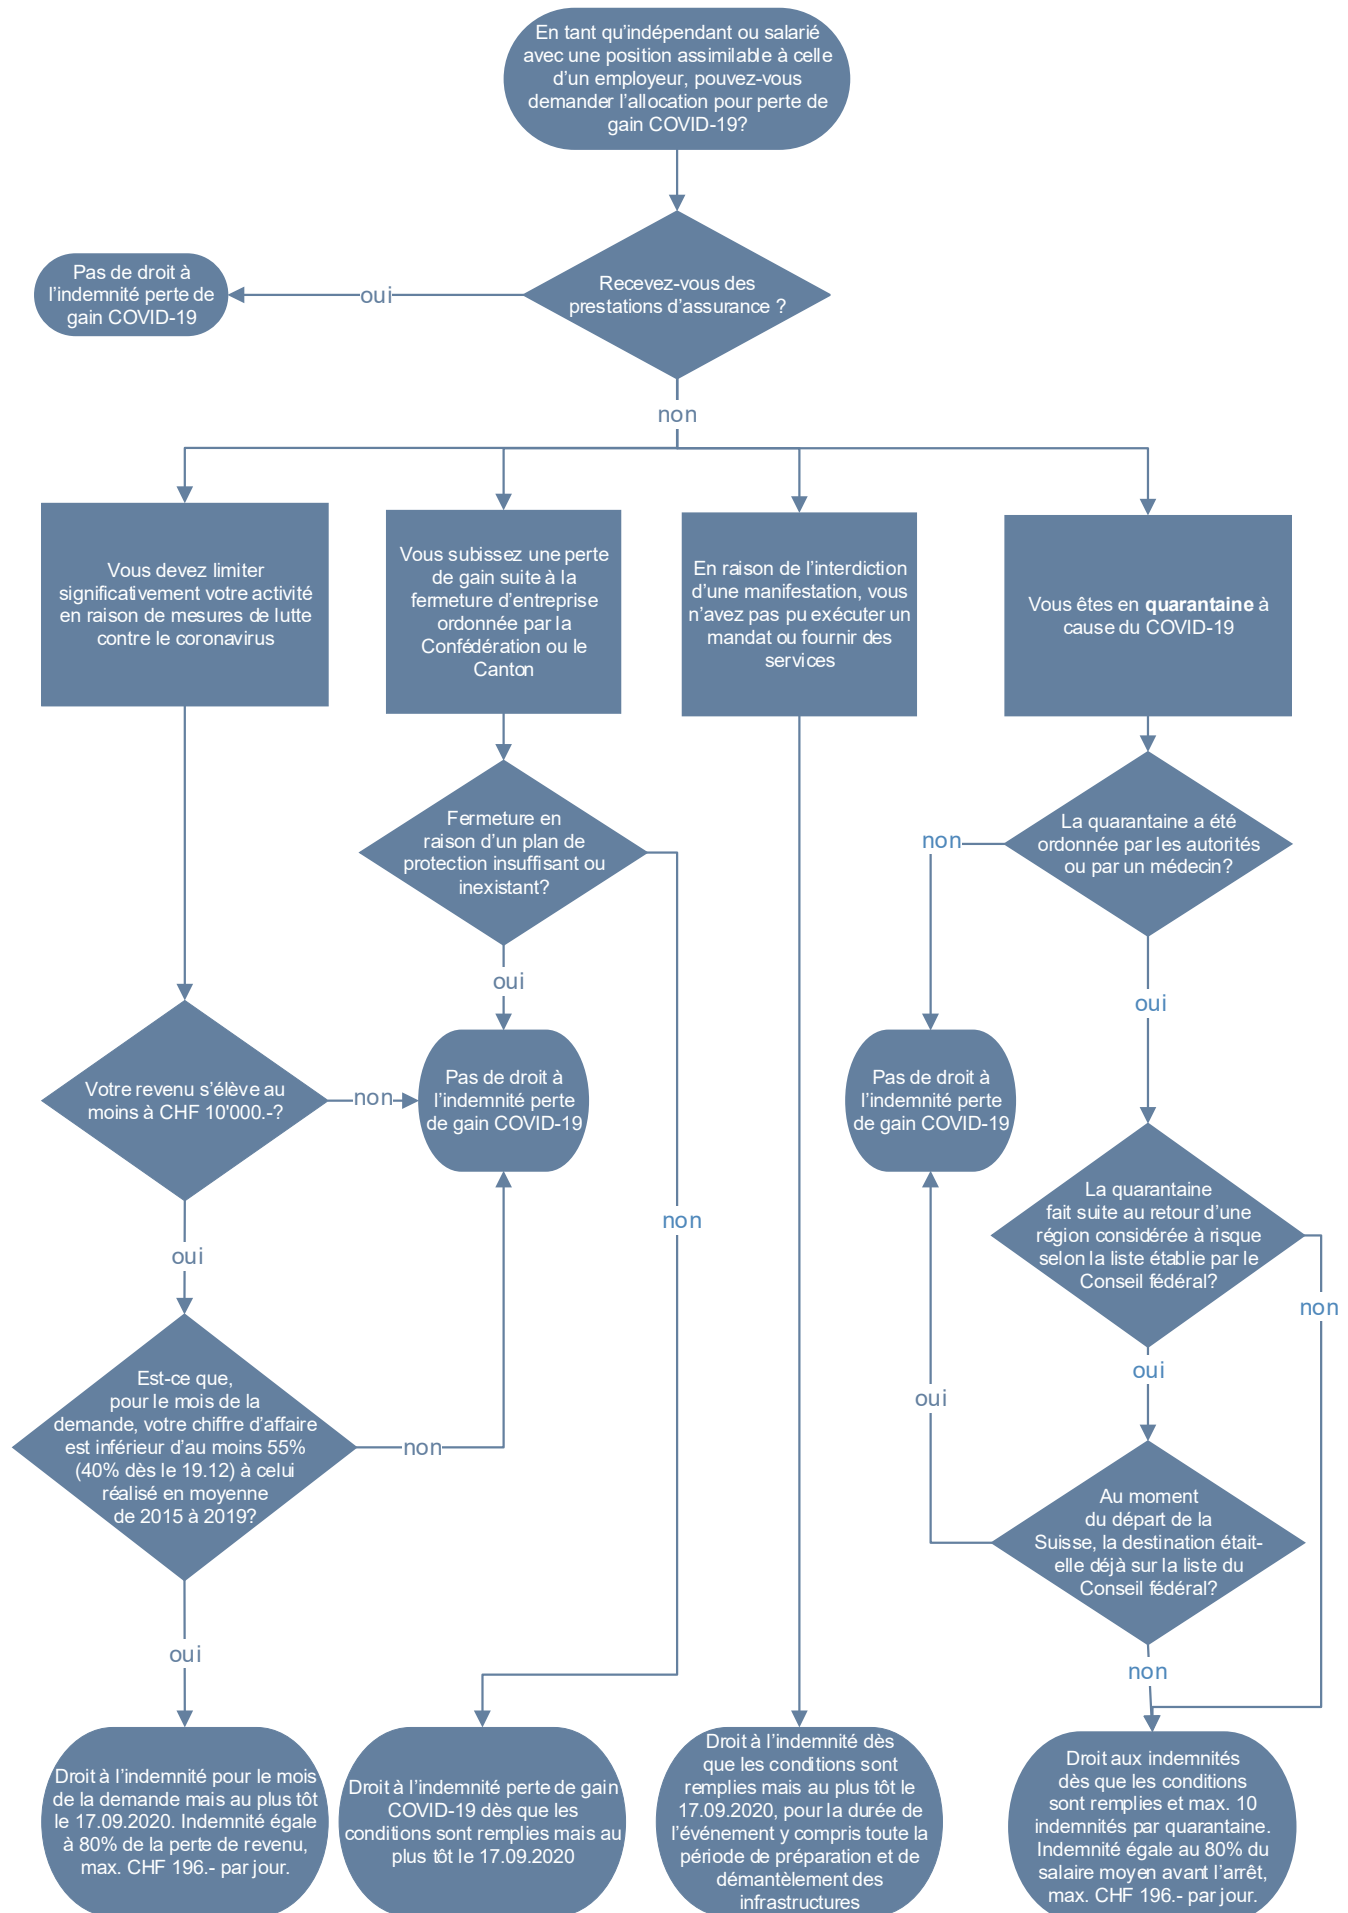 En tant qu'indépendant ou salarié
avec une position assimilable à celle
d'un employeur, pouvez-vous
demander l'allocation pour perte de
gain COVID-19?
Recevez-vous des
prestations d'assurance ?
oui
Pas de droit à
l'indemnité perte de
gain COVID-19
non
Vous devez limiter
significativement votre activité
en raison de mesures de lutte
contre le coronavirus
Vous subissez une perte
de gain suite à la
fermeture d'entreprise
ordonnée par la
Confédération ou le
Canton
En raison de l'interdiction
d'une manifestation, vous
n'avez pas pu exécuter un
mandat ou fournir des
services
Vous êtes en quarantaine à
cause du COVID-19
Fermeture en
raison d'un plan de
protection insuffisant ou
inexistant?
La quarantaine a été
ordonnée par les autorités
ou par un médecin?
non
oui
oui
Votre revenu s'élève au
moins à CHF 10'000.-?
non
Pas de droit à
l'indemnité perte
de gain COVID-19
Pas de droit à
l'indemnité perte
de gain COVID-19
La quarantaine
fait suite au retour d'une
région considérée à risque
selon la liste établie par le
Conseil fédéral?
non
oui
non
oui
oui
Est-ce que,
pour le mois de la
demande, votre chiffre d'affaire
est inférieur d'au moins 55%
(40% dès le 19.12) à celui
réalisé en moyenne
de 2015 à 2019?
non
Au moment
du départ de la
Suisse, la destination était-
elle déjà sur la liste du
Conseil fédéral?
oui
non
Droit à l'indemnité pour le mois
de la demande mais au plus tôt
le 17.09.2020. Indemnité égale
à 80% de la perte de revenu,
max. CHF 196.- par jour.
Droit à l'indemnité perte de gain
COVID-19 dès que les
conditions sont remplies mais au
plus tôt le 17.09.2020
Droit à l'indemnité dès
que les conditions sont
remplies mais au plus tôt le
17.09.2020, pour la durée de
l'événement y compris toute la
période de préparation et de
démantèlement des
infrastructures
Droit aux indemnités
dès que les conditions
sont remplies et max. 10
indemnités par quarantaine.
Indemnité égale au 80% du
salaire moyen avant l'arrêt,
max. CHF 196.- par jour.